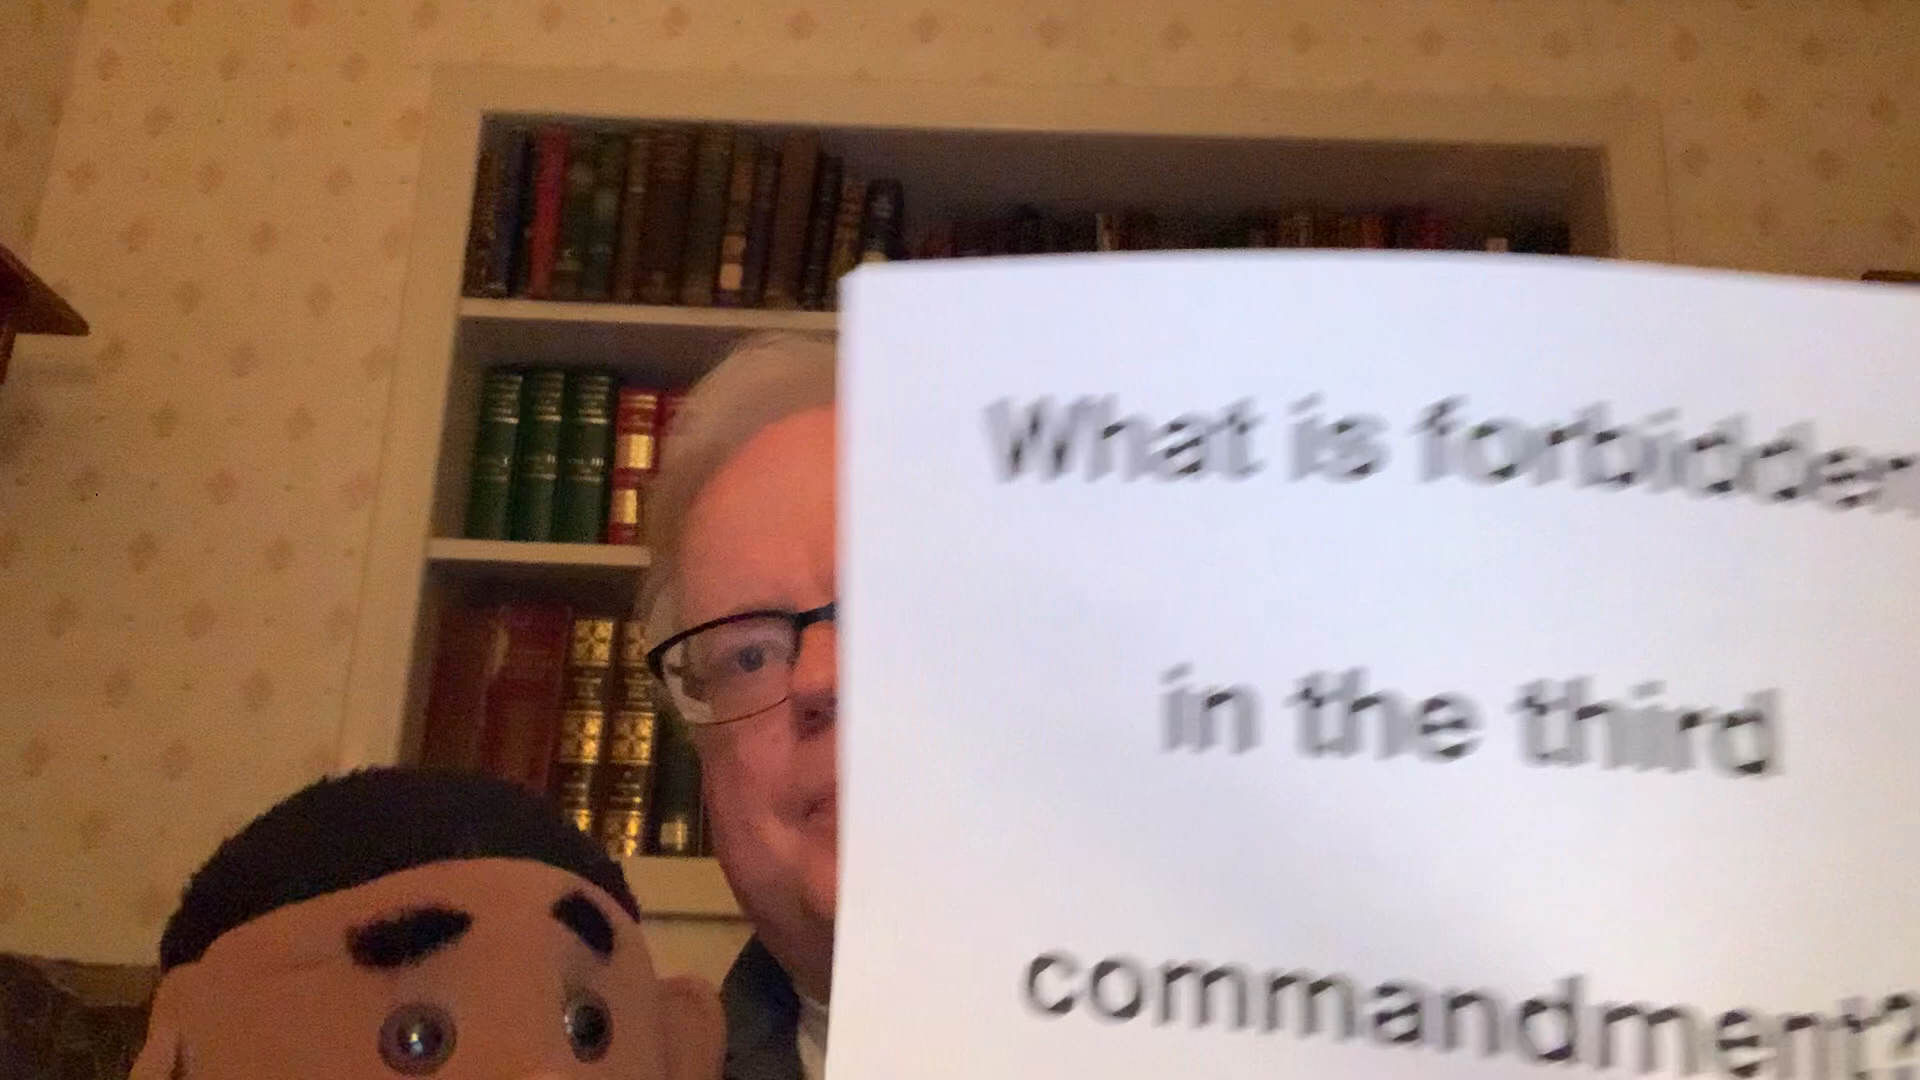 What is forbidden
in the third
commandment?